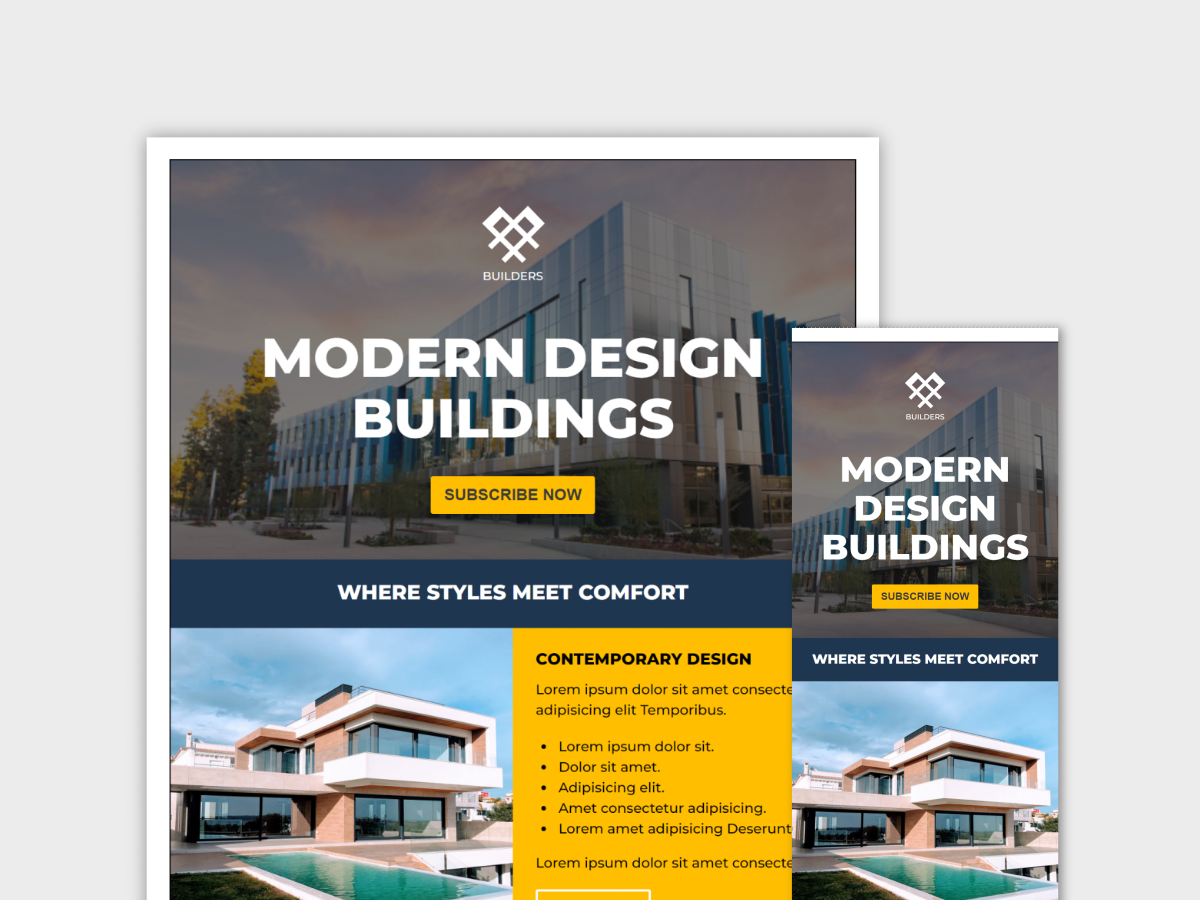 BUILDERS
MODERN DESIGN
BUILDINGS
SUBSCRIBE NOW
WHERE STYLES MEET COMFORT
CONTEMPORARY DESIGN
Lorem ipsum dolor sit amet consecte
adipisicing elit Temporibus.
• Lorem ipsum dolor sit.
• Dolor sit amet.
• Adipisicing elit.
• Amet consectetur adipisicing.
• Lorem amet adipisicing Deserunt
Lorem ipsum dolor sit amet consecte
BUILDERS
MODERN
DESIGN
BUILDINGS
SUBSCRIBE NOW
WHERE STYLES MEET COMFORT